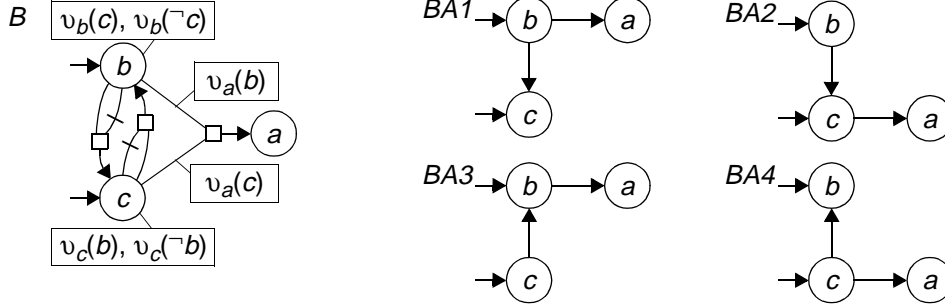 B
υb(c), υb(¬c)
b
υa(b)
a
υa(c)
c
υc(b), υc(¬b)
BA1
b
a
c
BA2
b
c
a
BA3
b
a
c
BA4
b
c
a